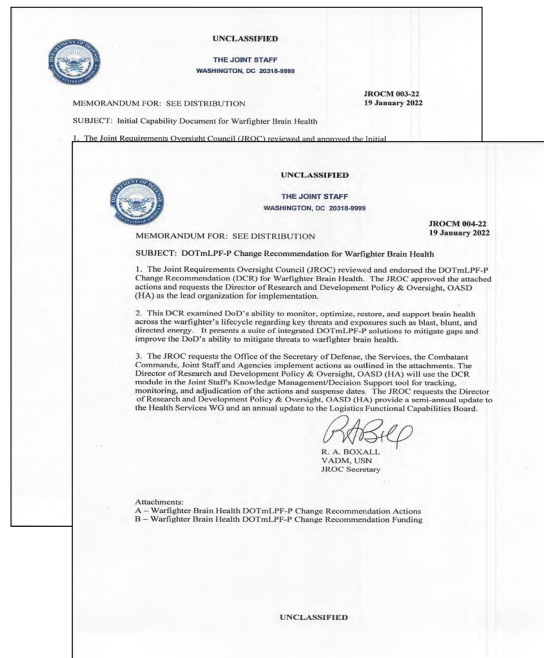 UNCLASSIFIED
THE JOINT STAFF
WASHINGTON, DC 20318-9999
JROCM 003-22
19 January 2022
MEMORANDUM FOR: SEE DISTRIBUTION
SUBJECT: Initial Capability Document for Warfighter Brain Health
1. The Joint Requirements Oversight Council (JROC) reviewed and approved the Initial
UNCLASSIFIED
THE JOINT STAFF
WASHINGTON, DC 20318-9999
JROCM 004-22
19 January 2022
MEMORANDUM FOR: SEE DISTRIBUTION
SUBJECT: DOTmLPF-P Change Recommendation for Warfighter Brain Health
1. The Joint Requirements Oversight Council (JROC) reviewed and endorsed the DOTmLPF-P
Change Recommendation (DCR) for Warfighter Brain Health. The JROC approved the attached
actions and requests the Director of Research and Development Policy & Oversight, OASD
(HA) as the lead organization for implementation.
2. This DCR examined DoD's ability to monitor, optimize, restore, and support brain health
across the warfighter's lifecycle regarding key threats and exposures such as blast, blunt, and
directed energy. It presents a suite of integrated DOTmLPF-P solutions to mitigate gaps and
improve the DoD's ability to mitigate threats to warfighter brain health.
3. The JROC requests the Office of the Secretary of Defense, the Services, the Combatant
Commands, Joint Staff and Agencies implement actions as outlined in the attachments. The
Director of Research and Development Policy & Oversight, OASD (HA) will use the DCR
module in the Joint Staff's Knowledge Management/Decision Support tool for tracking,
monitoring, and adjudication of the actions and suspense dates. The JROC requests the Director
of Research and Development Policy & Oversight, OASD (HA) provide a semi-annual update to
the Health Services WG and an annual update to the Logistics Functional Capabilities Board.
R. A. BOXALL
VADM, USN
JROC Secretary
Attachments:
A – Warfighter Brain Health DOTmLPF-P Change Recommendation Actions
B – Warfighter Brain Health DOTmLPF-P Change Recommendation Funding
UNCLASSIFIED